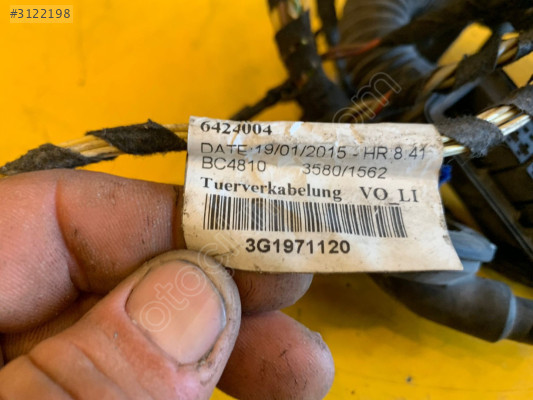 #3122198
6424004
DATE-19/01/2015 - HR:8:41
BC4810 3580/1562
Tuerverkabelung VO_LI
3G1971120